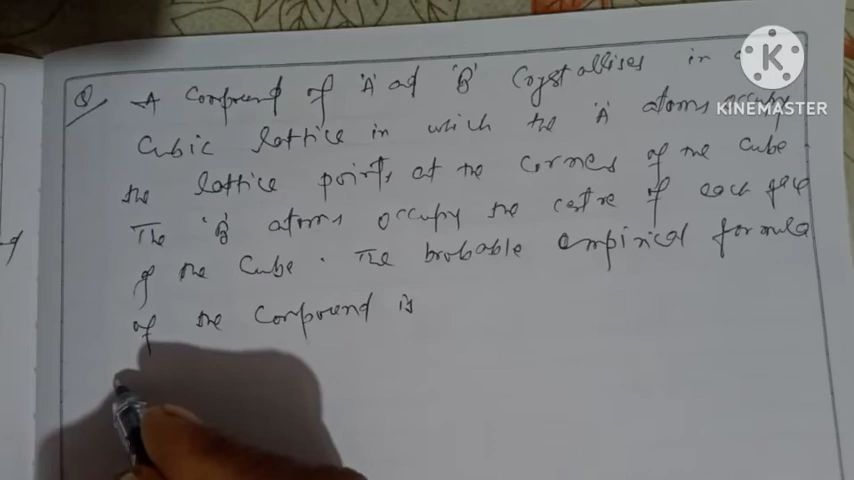 Q A compound of 'A' and 'B' crystallises in a
cubic lattice in which the 'A' atoms occupy
the lattice points at the corners of the cube.
The 'B' atoms occupy the centre of each face
of the cube. The probable empirical formula
of the compound is
K
KINEMASTER